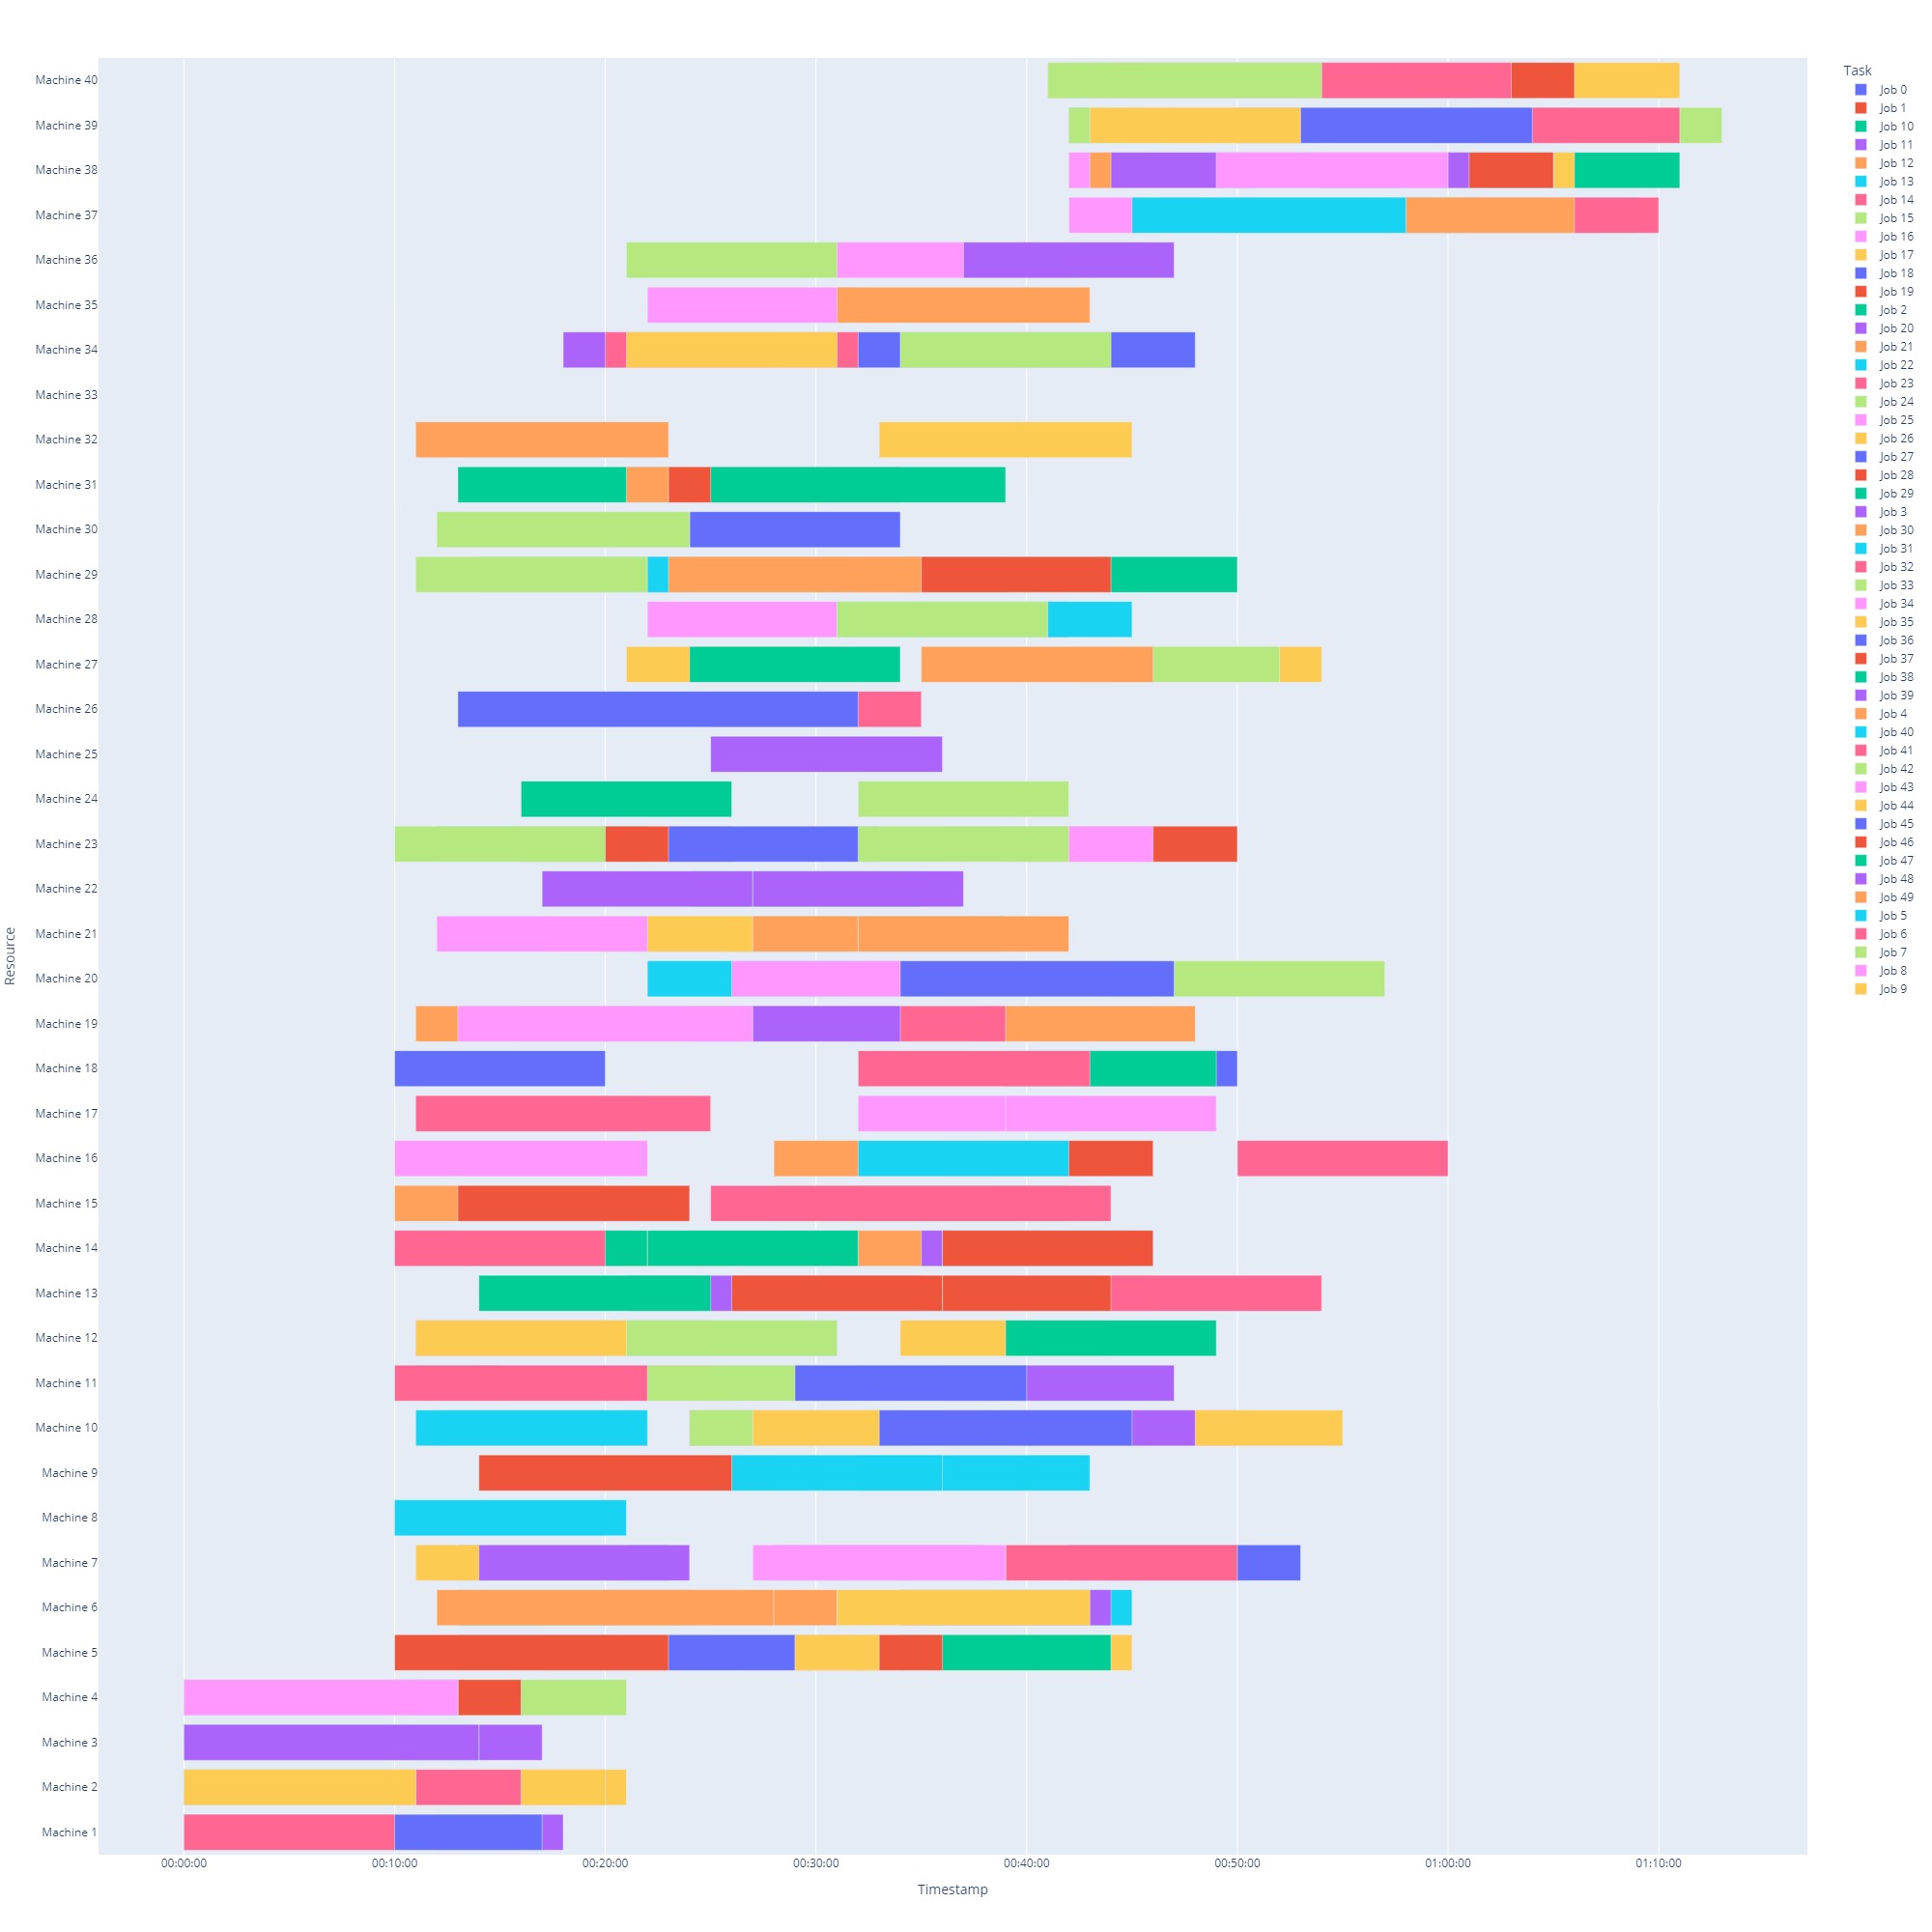 Machine 40
Machine 39
Machine 38
Machine 37
Machine 36
Machine 35
Machine 34
Machine 33
Machine 32
Machine 31
Machine 30
Machine 29
Machine 28
Machine 27
Machine 26
Machine 25
Machine 24
Machine 23
Machine 22
Machine 21
Machine 20
Machine 19
Machine 18
Machine 17
Machine 16
Machine 15
Machine 14
Machine 13
Machine 12
Machine 11
Machine 10
Machine 9
Machine 8
Machine 7
Machine 6
Machine 5
Machine 4
Machine 3
Machine 2
Machine 1
Resource
00:00:00 00:10:00 00:20:00 00:30:00 00:40:00 00:50:00 01:00:00 01:10:00
Timestamp
Task
Job 0
Job 1
Job 10
Job 11
Job 12
Job 13
Job 14
Job 15
Job 16
Job 17
Job 18
Job 19
Job 2
Job 20
Job 21
Job 22
Job 23
Job 24
Job 25
Job 26
Job 27
Job 28
Job 29
Job 3
Job 30
Job 31
Job 32
Job 33
Job 34
Job 35
Job 36
Job 37
Job 38
Job 39
Job 4
Job 40
Job 41
Job 42
Job 43
Job 44
Job 45
Job 46
Job 47
Job 48
Job 49
Job 5
Job 6
Job 7
Job 8
Job 9